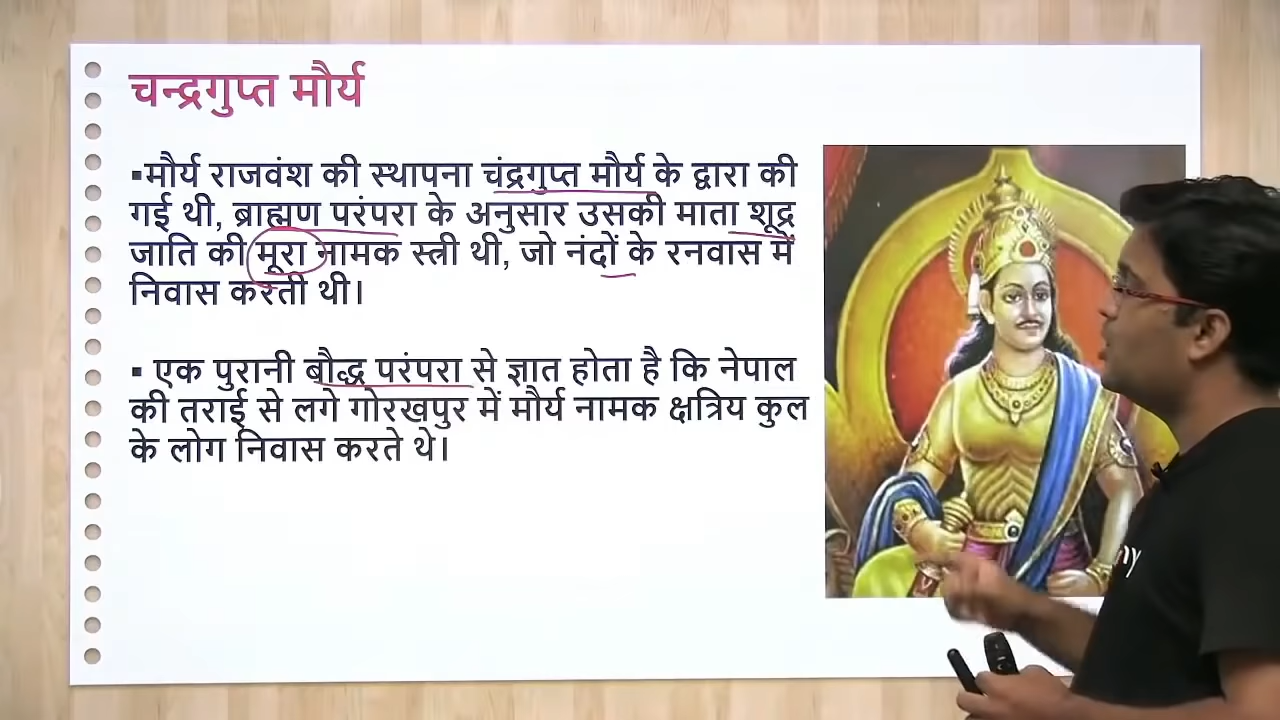 चन्द्रगुप्त मौर्य
▪मौर्य राजवंश की स्थापना चंद्रगुप्त मौर्य के द्वारा की
गई थी, ब्राह्मण परंपरा के अनुसार उसकी माता शूद्र
जाति की मूरा नामक स्त्री थी, जो नंदों के रनवास में
निवास करती थी।
▪ एक पुरानी बौद्ध परंपरा से ज्ञात होता है कि नेपाल
की तराई से लगे गोरखपुर में मौर्य नामक क्षत्रिय कुल
के लोग निवास करते थे।